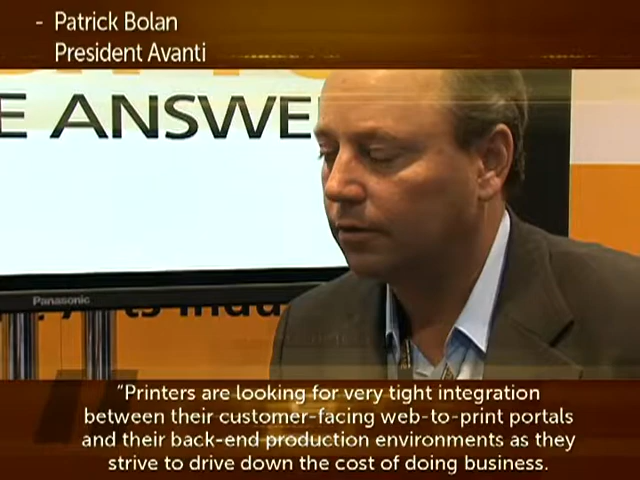 - Patrick Bolan
President Avanti
E ANSWE
Panasonic
"Printers are looking for very tight integration
between their customer-facing web-to-print portals
and their back-end production environments as they
strive to drive down the cost of doing business.